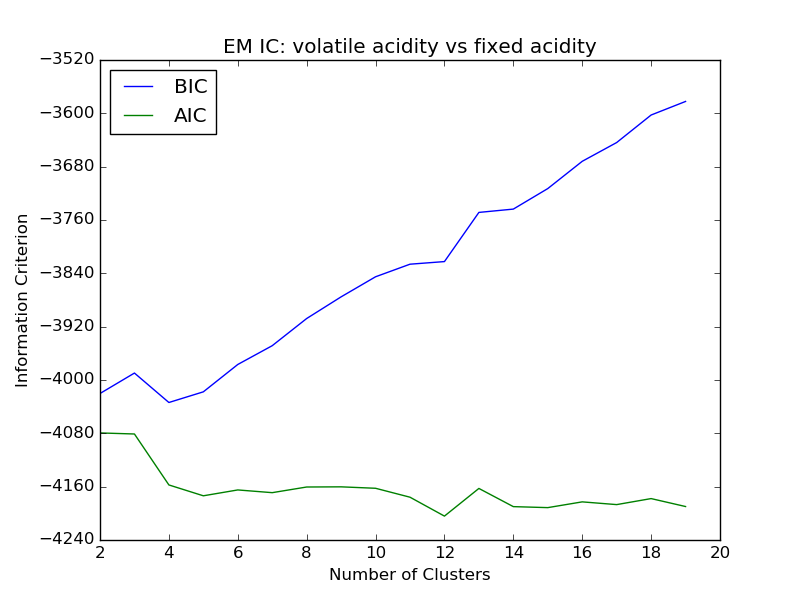 EM IC: volatile acidity vs fixed acidity
BIC
AIC
−3520
−3600
−3680
−3760
−3840
−3920
−4000
−4080
−4160
−4240
Information Criterion
2 4 6 8 10 12 14 16 18 20
Number of Clusters